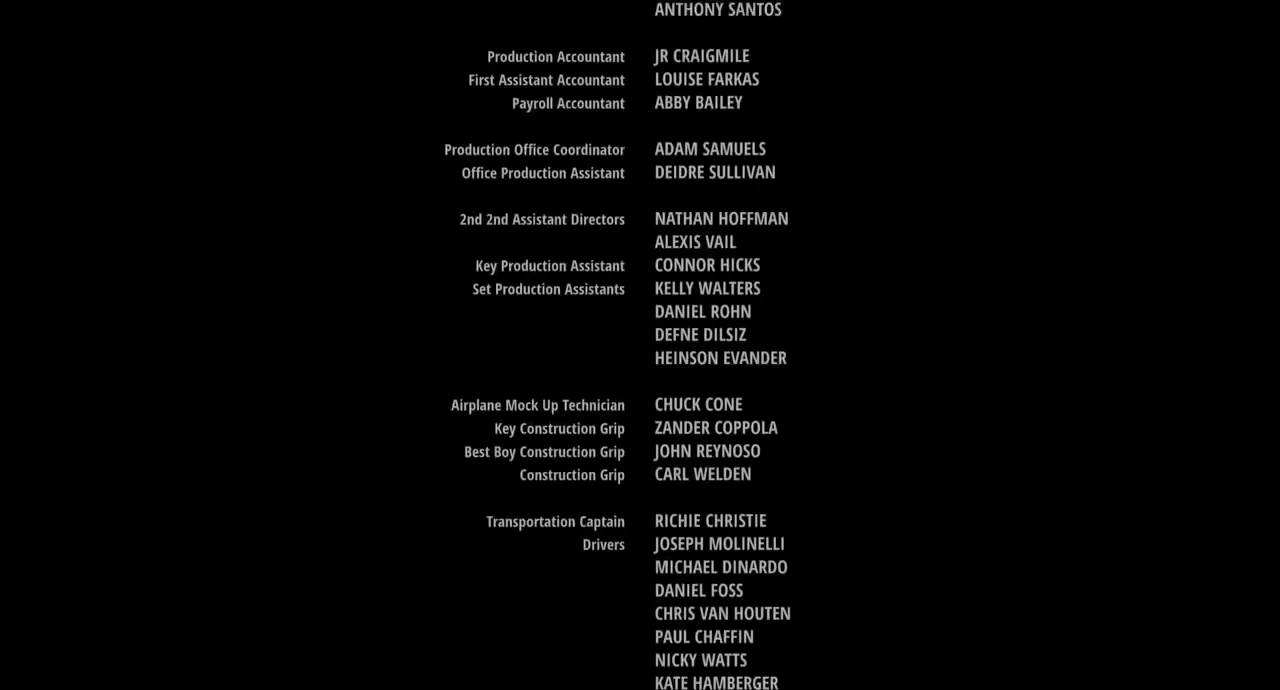 ANTHONY SANTOS
Production Accountant JR CRAIGMILE
First Assistant Accountant LOUISE FARKAS
Payroll Accountant ABBY BAILEY
Production Office Coordinator ADAM SAMUELS
Office Production Assistant DEIDRE SULLIVAN
2nd 2nd Assistant Directors NATHAN HOFFMAN
ALEXIS VAIL
Key Production Assistant CONNOR HICKS
Set Production Assistants KELLY WALTERS
DANIEL ROHN
DEFNE DILSIZ
HEINSON EVANDER
Airplane Mock Up Technician CHUCK CONE
Key Construction Grip ZANDER COPPOLA
Best Boy Construction Grip JOHN REYNOSO
Construction Grip CARL WELDEN
Transportation Captain RICHIE CHRISTIE
Drivers JOSEPH MOLINELLI
MICHAEL DINARDO
DANIEL FOSS
CHRIS VAN HOUTEN
PAUL CHAFFIN
NICKY WATTS
KATE HAMBERGER